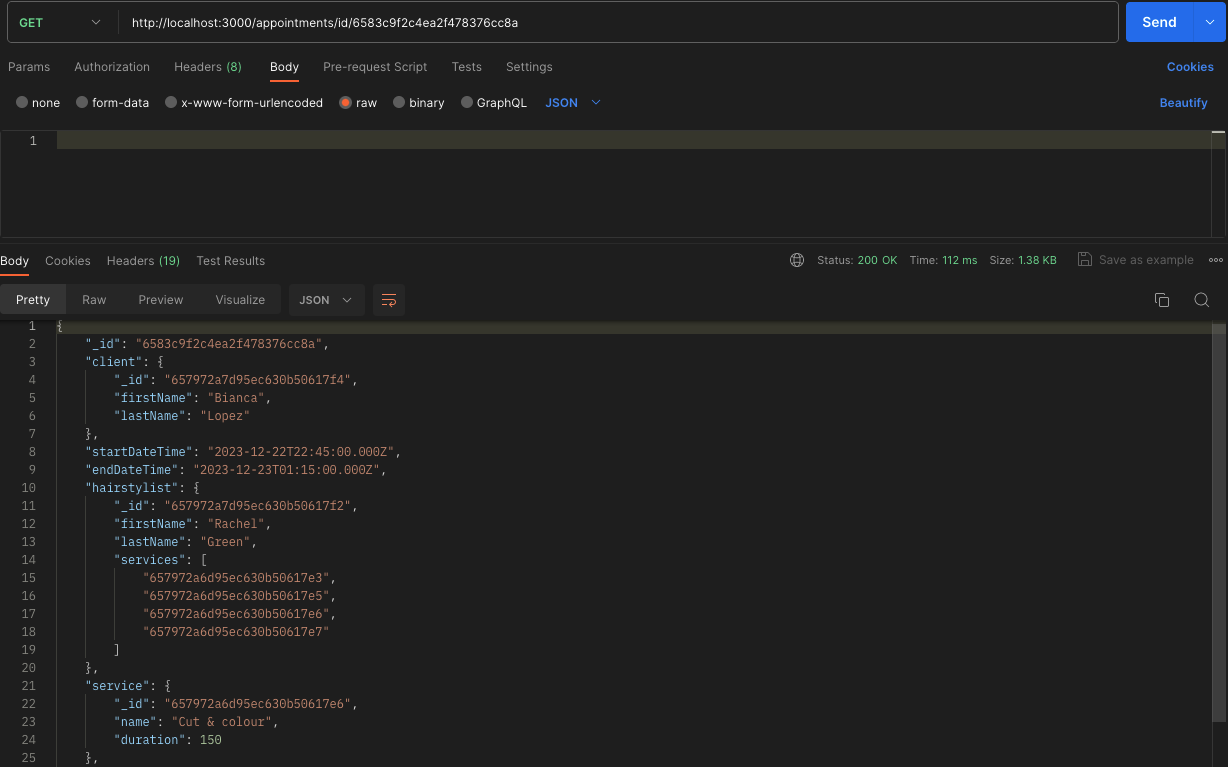 GET http://localhost:3000/appointments/id/6583c9f2c4ea2f478376cc8a Send
Params Authorization Headers (8) Body Pre-request Script Tests Settings Cookies
none form-data x-www-form-urlencoded raw binary GraphQL JSON Beautify
1
Body Cookies Headers (19) Test Results Status: 200 OK Time: 112 ms Size: 1.38 KB Save as example
Pretty Raw Preview Visualize JSON
1 {
2 "_id": "6583c9f2c4ea2f478376cc8a",
3 "client": {
4 "_id": "657972a7d95ec630b50617f4",
5 "firstName": "Bianca",
6 "lastName": "Lopez"
7 },
8 "startDateTime": "2023-12-22T22:45:00.000Z",
9 "endDateTime": "2023-12-23T01:15:00.000Z",
10 "hairstylist": {
11 "_id": "657972a7d95ec630b50617f2",
12 "firstName": "Rachel",
13 "lastName": "Green",
14 "services": [
15 "657972a6d95ec630b50617e3",
16 "657972a6d95ec630b50617e5",
17 "657972a6d95ec630b50617e6",
18 "657972a6d95ec630b50617e7"
19 ]
20 },
21 "service": {
22 "_id": "657972a6d95ec630b50617e6",
23 "name": "Cut & colour",
24 "duration": 150
25 },